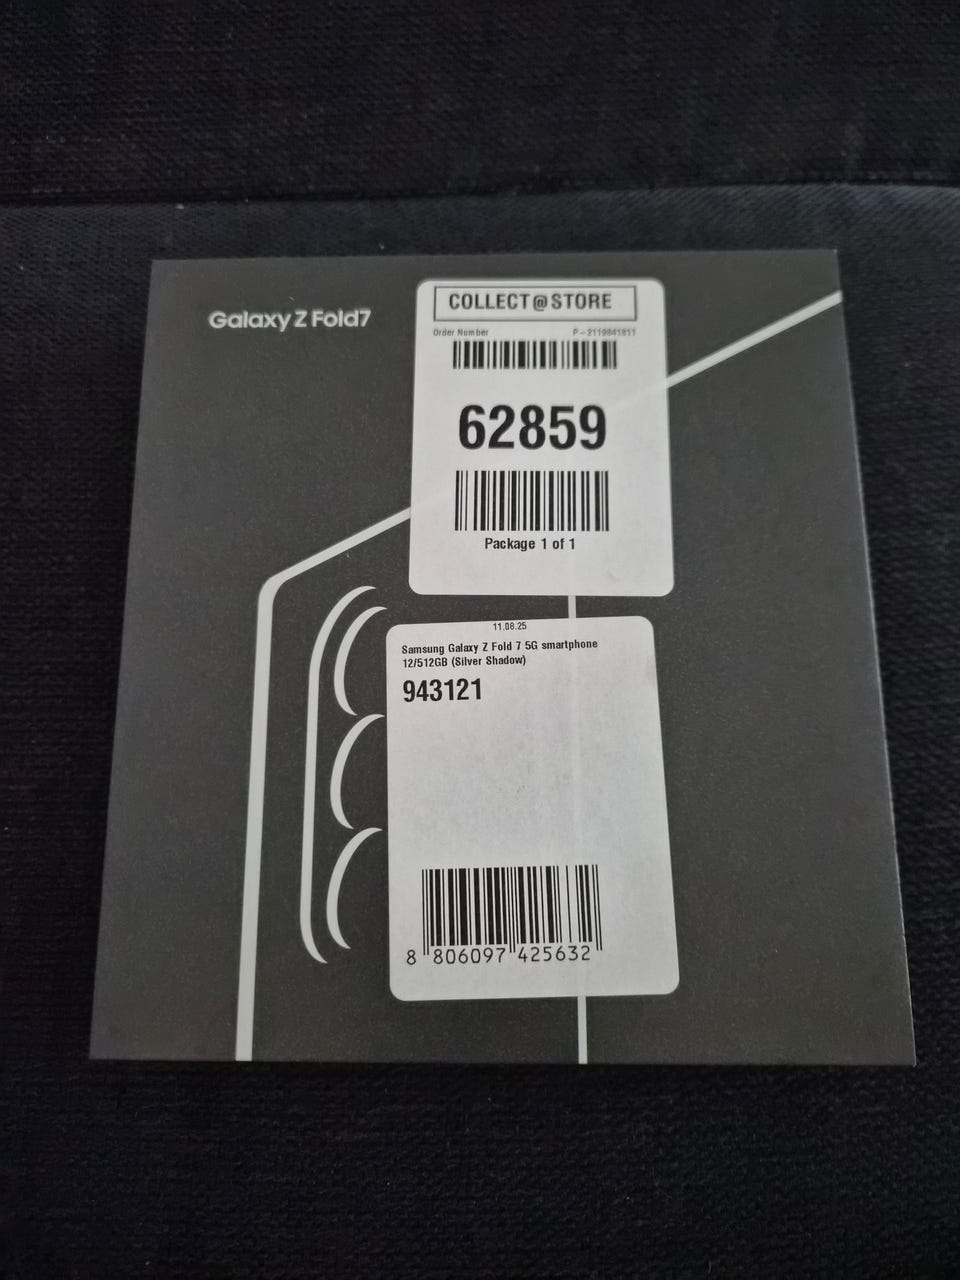 Galaxy Z Fold7
COLLECT@STORE
Order Number P-2119841811
62859
Package 1 of 1
11.08.25
Samsung Galaxy Z Fold 7 5G smartphone
12/512GB (Silver Shadow)
943121
8 806097 425632